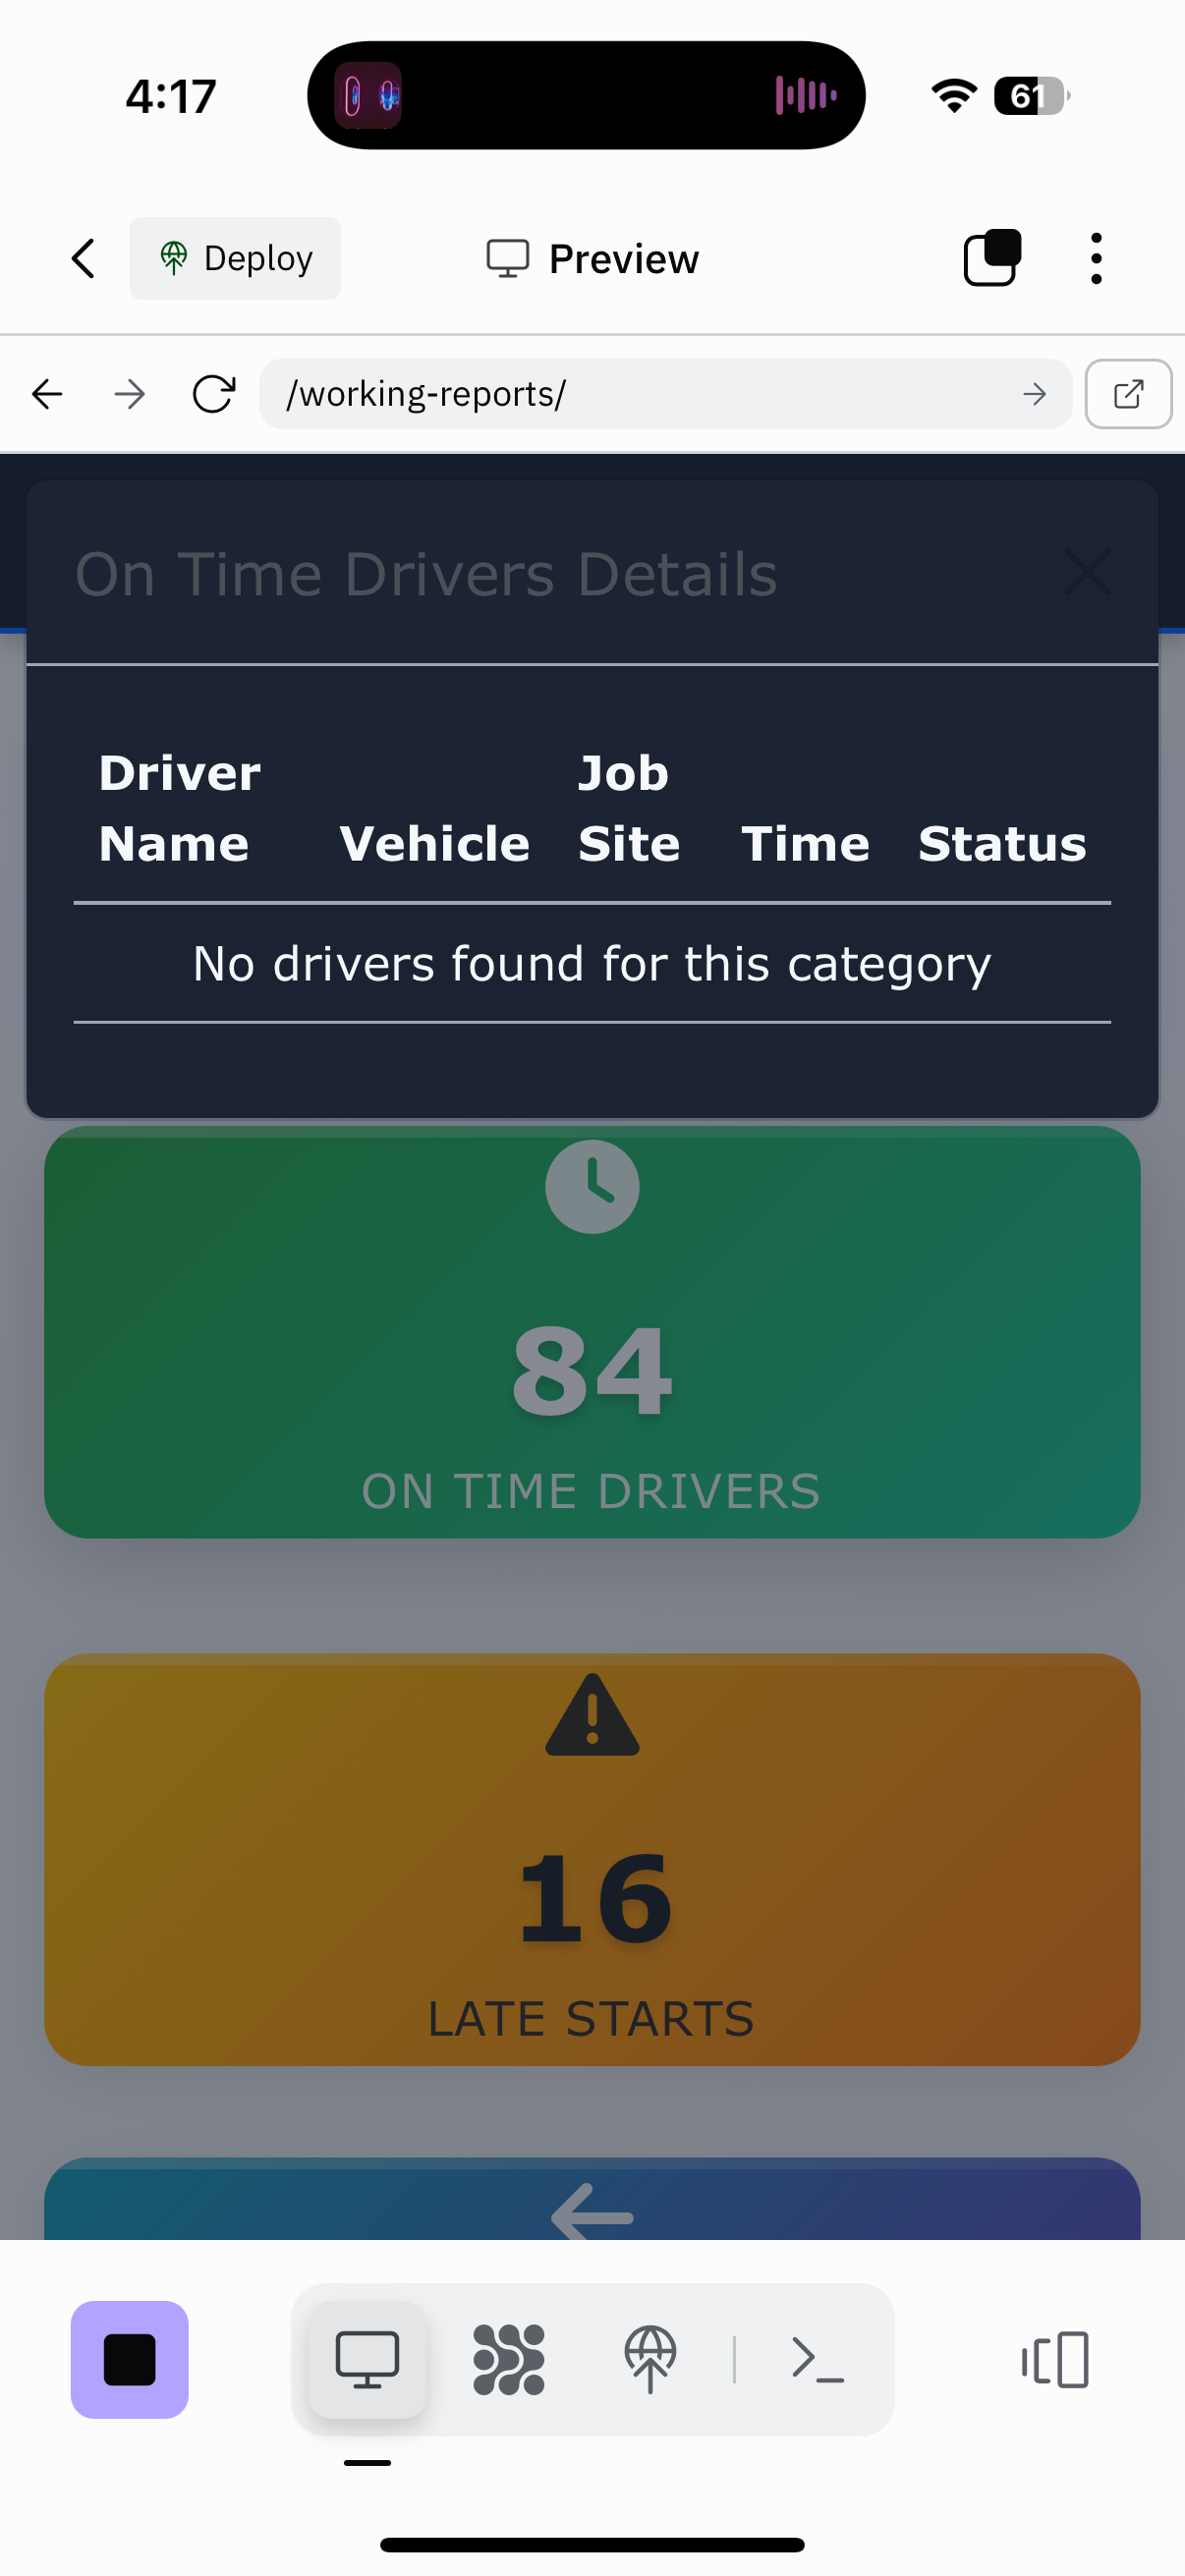 4:17
61
Deploy
Preview
/working-reports/
On Time Drivers Details
Driver Name Vehicle Job Site Time Status
No drivers found for this category
84
ON TIME DRIVERS
16
LATE STARTS